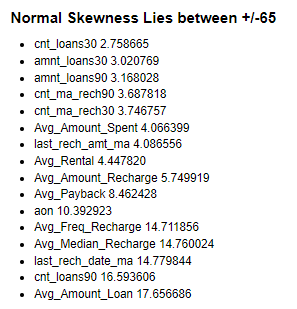 Normal Skewness Lies between +/-65
cnt_loans30 2.758665
amnt_loans30 3.020769
amnt_loans90 3.168028
cnt_ma_rech90 3.687818
cnt_ma_rech30 3.746757
Avg_Amount_Spent 4.066399
last_rech_amt_ma 4.086556
Avg_Rental 4.447820
Avg_Amount_Recharge 5.749919
Avg_Payback 8.462428
aon 10.392923
Avg_Freq_Recharge 14.711856
Avg_Median_Recharge 14.760024
last_rech_date_ma 14.779844
cnt_loans90 16.593606
Avg_Amount_Loan 17.656686